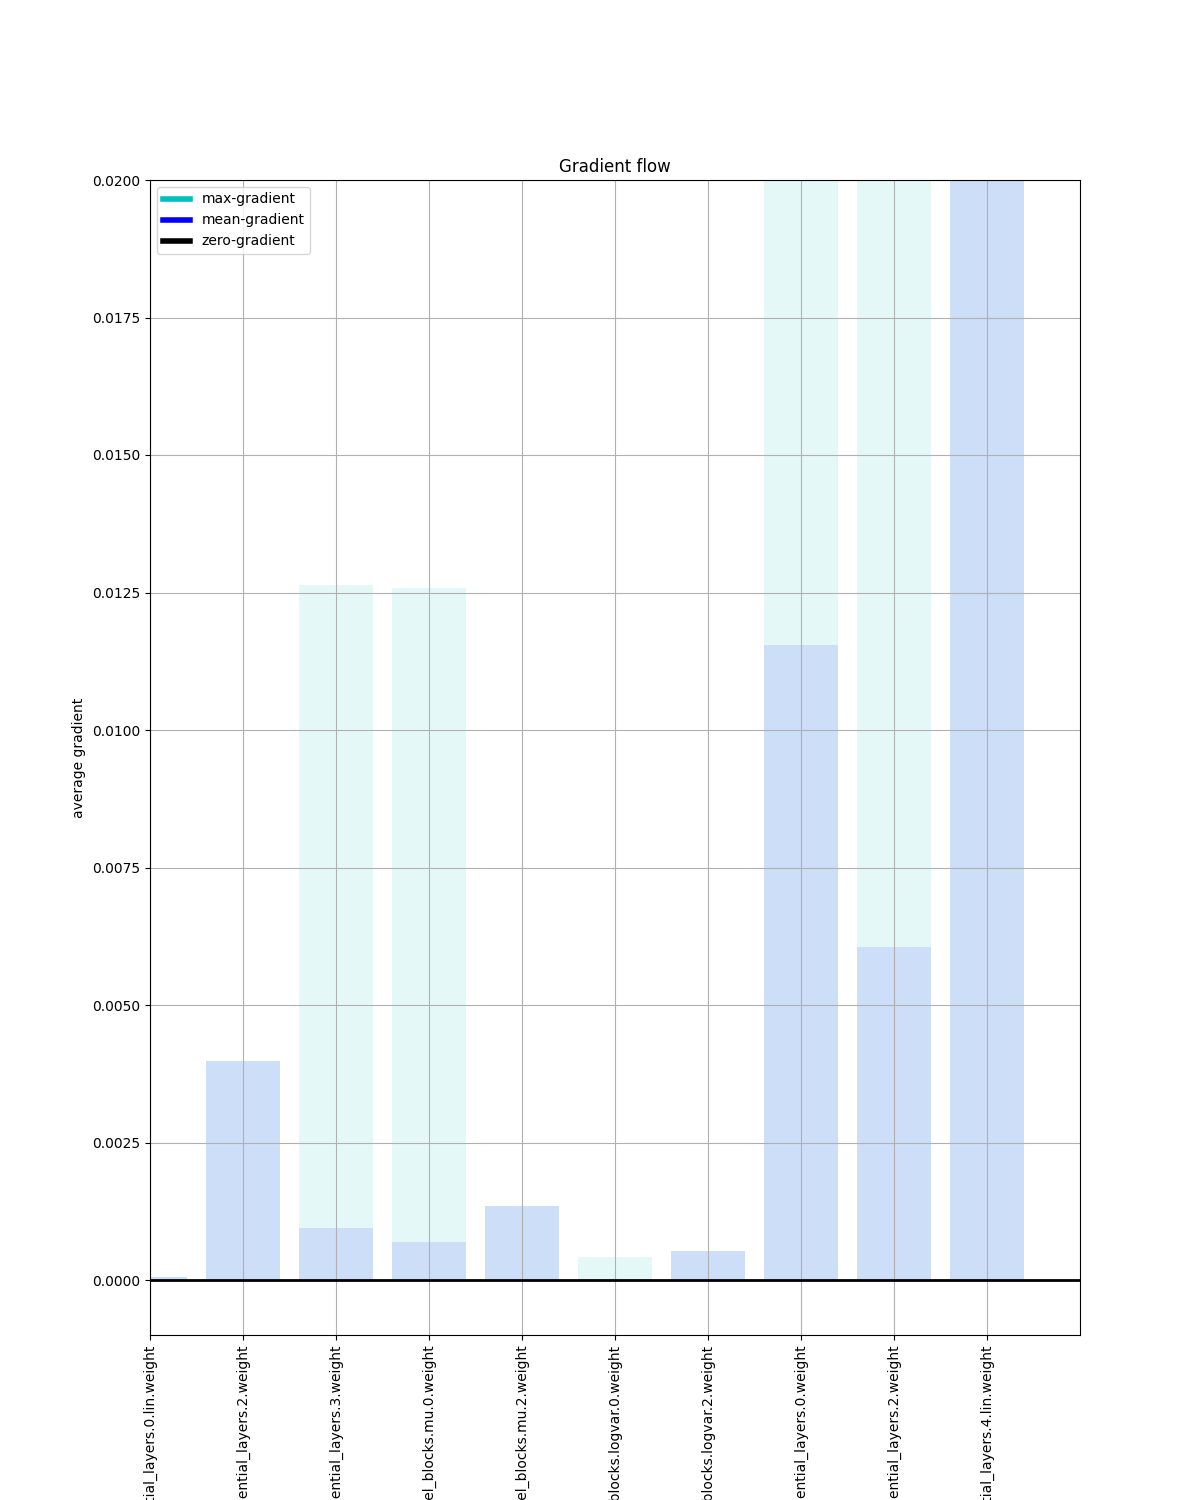 Gradient flow
max-gradient
mean-gradient
zero-gradient
0.0200
0.0175
0.0150
0.0125
0.0100
0.0075
0.0050
0.0025
0.0000
average gradient
tial_layers.0.lin.weight
ential_layers.2.weight
ential_layers.3.weight
el_blocks.mu.0.weight
el_blocks.mu.2.weight
blocks.logvar.0.weight
blocks.logvar.2.weight
ential_layers.0.weight
ential_layers.2.weight
tial_layers.4.lin.weight